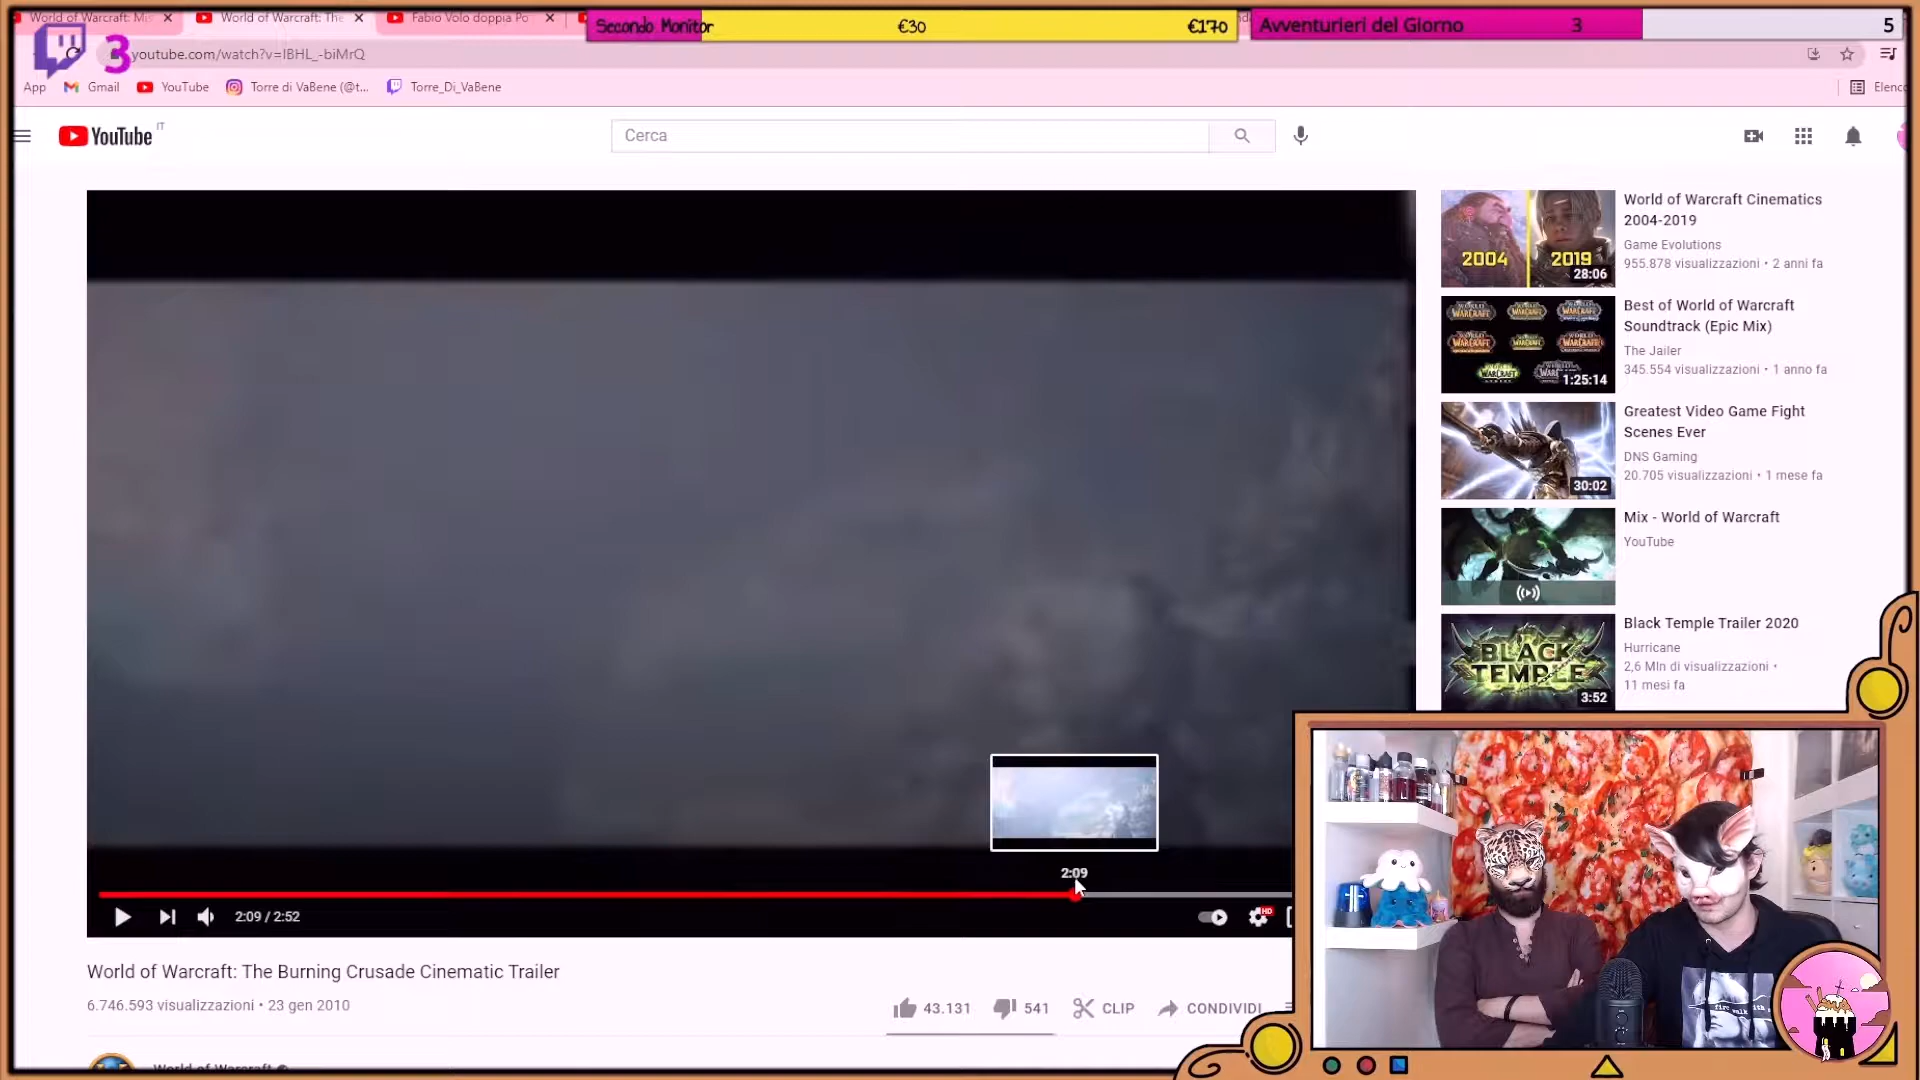 World of Warcraft: Mi
World of Warcraft: The
Fabio Volo doppia Po
Secondo Monitor
€30
€170
Avventurieri del Giorno
3
5
3
youtube.com/watch?v=IBHL_-biMrQ
App
Gmail
YouTube
Torre di VaBene (@t...
Torre_Di_VaBene
Elenco
YouTube
IT
Cerca
2004
2019
28:06
World of Warcraft Cinematics
2004-2019
Game Evolutions
955.878 visualizzazioni • 2 anni fa
1:25:14
Best of World of Warcraft
Soundtrack (Epic Mix)
The Jailer
345.554 visualizzazioni • 1 anno fa
30:02
Greatest Video Game Fight
Scenes Ever
DNS Gaming
20.705 visualizzazioni • 1 mese fa
Mix - World of Warcraft
YouTube
BLACK
TEMPLE
3:52
Black Temple Trailer 2020
Hurricane
2,6 Mln di visualizzazioni •
11 mesi fa
2:09
2:09 / 2:52
HD
World of Warcraft: The Burning Crusade Cinematic Trailer
6.746.593 visualizzazioni • 23 gen 2010
43.131
541
CLIP
CONDIVIDI
World of Warcraft